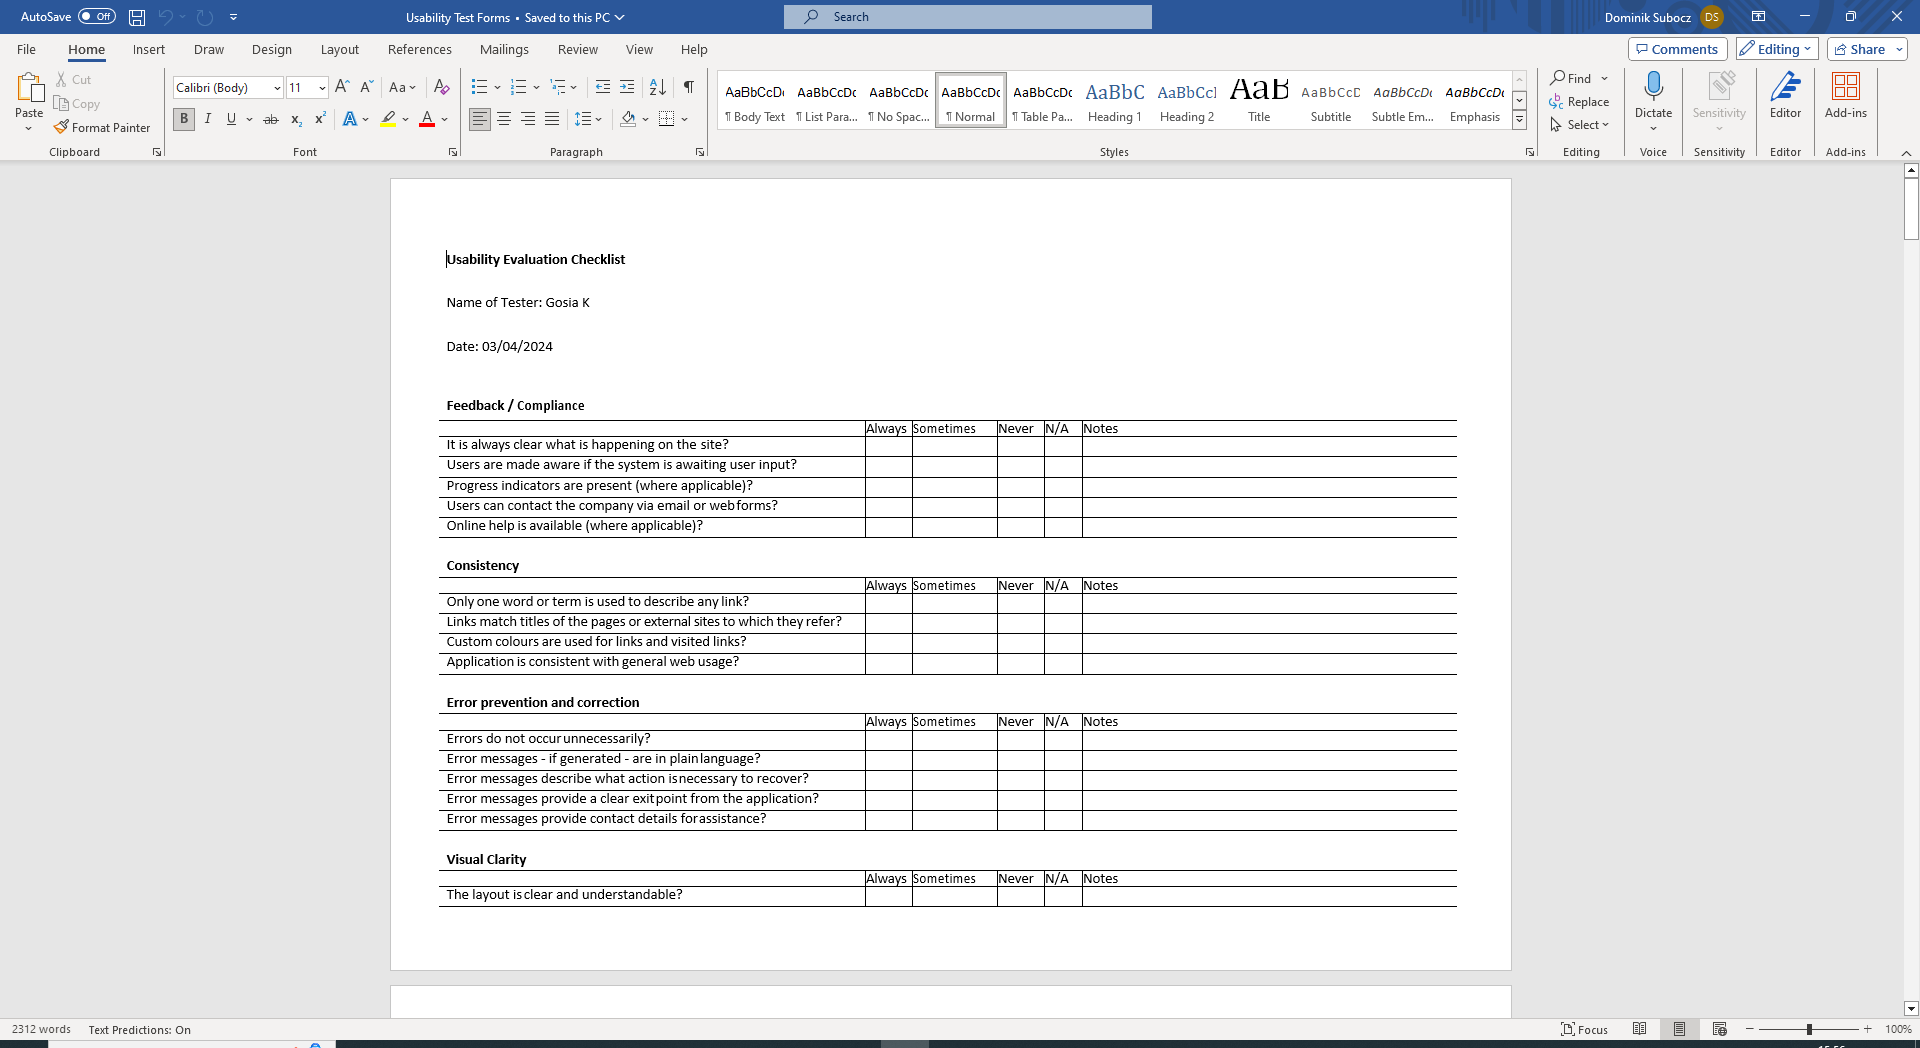 AutoSave Off Usability Test Forms • Saved to this PC Search Dominik Subocz DS
File Home Insert Draw Design Layout References Mailings Review View Help Comments Editing Share
Paste Cut Copy Format Painter
Clipboard
Calibri (Body) 11 A A Aa A
B I U ab x₂ x² A A
Font
Paragraph
AaBbCcDc AaBbCcDc AaBbCcDc AaBbCcDc AaBbCcDc AaBbC AaBbCcl AaB AaBbCcD AaBbCcDc AaBbCcDc
¶ Body Text ¶ List Para... ¶ No Spac... ¶ Normal ¶ Table Pa... Heading 1 Heading 2 Title Subtitle Subtle Em... Emphasis
Styles
Find
Replace
Select
Editing
Dictate
Voice
Sensitivity
Sensitivity
Editor
Editor
Add-ins
Add-ins
Usability Evaluation Checklist
Name of Tester: Gosia K
Date: 03/04/2024
Feedback / Compliance
Always Sometimes Never N/A Notes
It is always clear what is happening on the site?
Users are made aware if the system is awaiting user input?
Progress indicators are present (where applicable)?
Users can contact the company via email or webforms?
Online help is available (where applicable)?
Consistency
Always Sometimes Never N/A Notes
Only one word or term is used to describe any link?
Links match titles of the pages or external sites to which they refer?
Custom colours are used for links and visited links?
Application is consistent with general web usage?
Error prevention and correction
Always Sometimes Never N/A Notes
Errors do not occur unnecessarily?
Error messages - if generated - are in plain language?
Error messages describe what action is necessary to recover?
Error messages provide a clear exit point from the application?
Error messages provide contact details for assistance?
Visual Clarity
Always Sometimes Never N/A Notes
The layout is clear and understandable?
2312 words Text Predictions: On Focus 100%